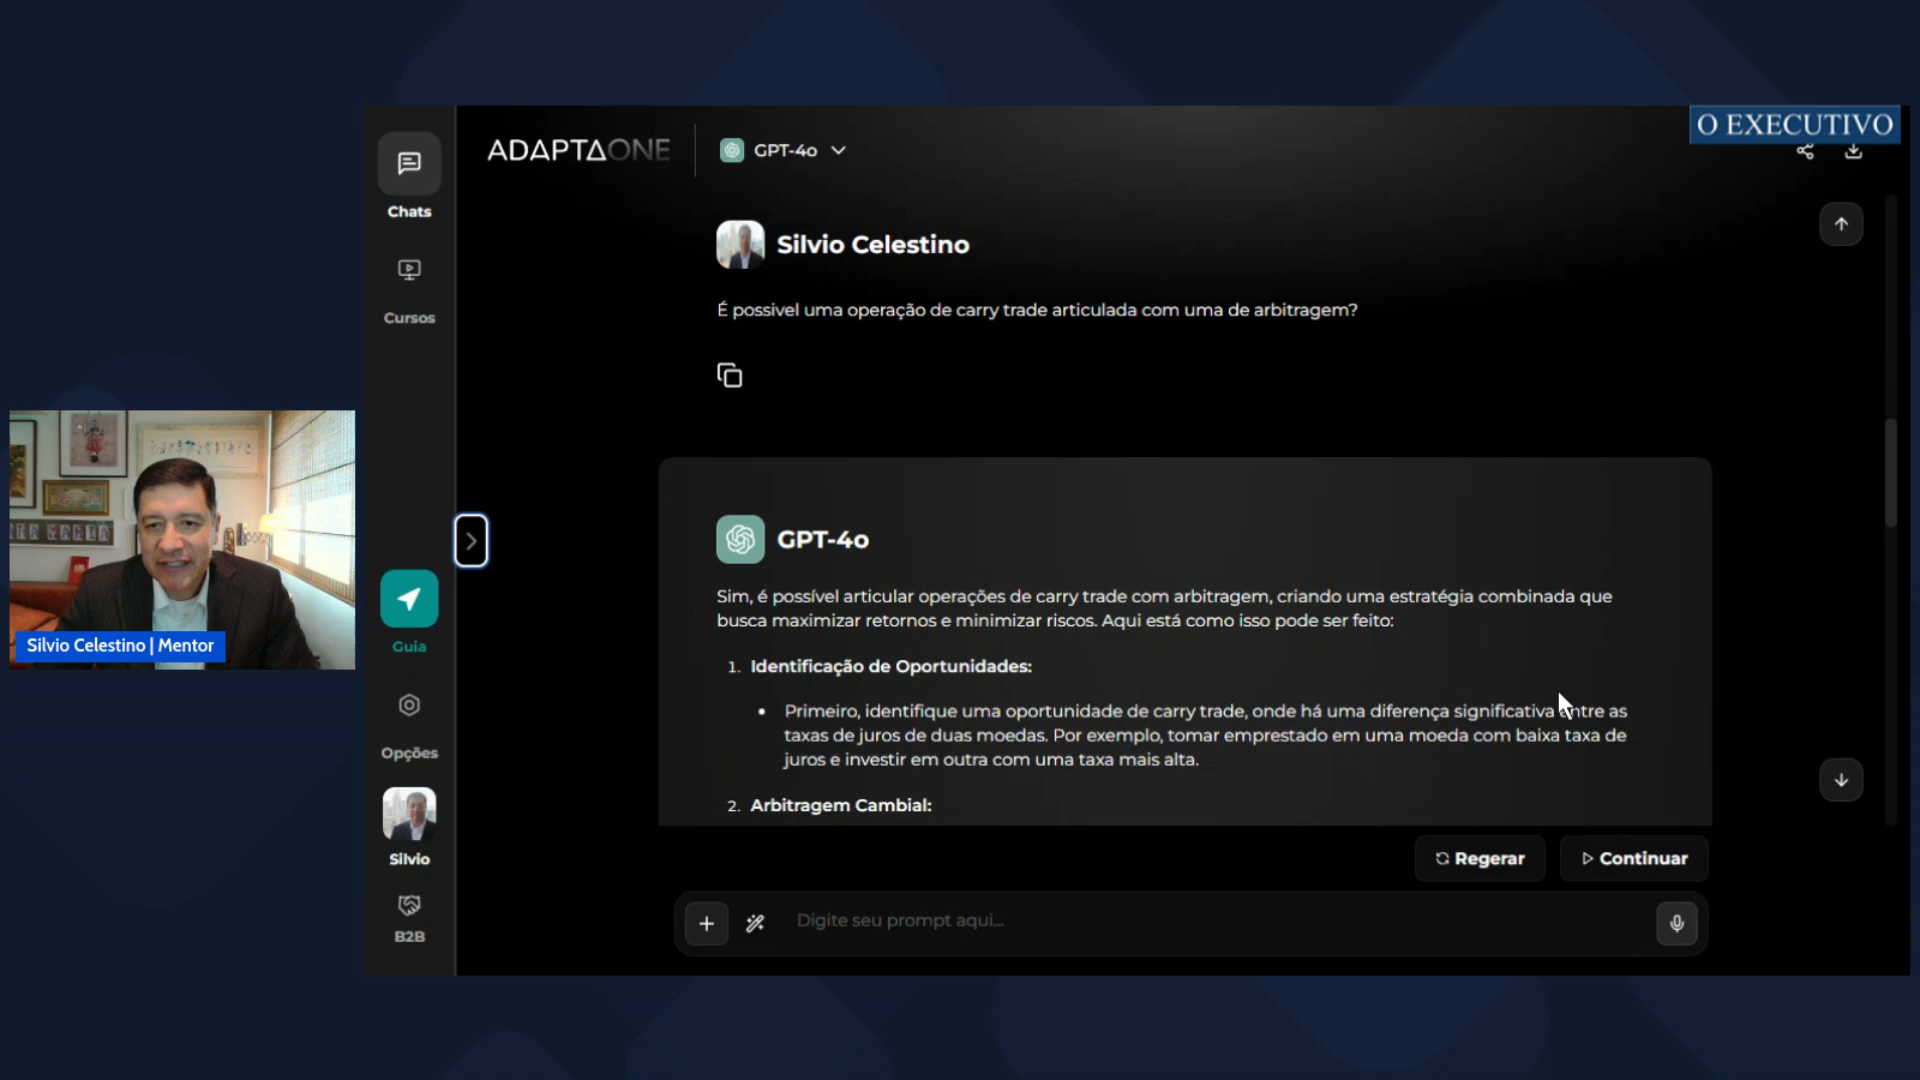 O EXECUTIVO
ADAPTAONE
GPT-4o
Chats
Cursos
Silvio Celestino
É possivel uma operação de carry trade articulada com uma de arbitragem?
GPT-4o
Sim, é possível articular operações de carry trade com arbitragem, criando uma estratégia combinada que
busca maximizar retornos e minimizar riscos. Aqui está como isso pode ser feito:
1. Identificação de Oportunidades:
• Primeiro, identifique uma oportunidade de carry trade, onde há uma diferença significativa entre as
taxas de juros de duas moedas. Por exemplo, tomar emprestado em uma moeda com baixa taxa de
juros e investir em outra com uma taxa mais alta.
2. Arbitragem Cambial:
Silvio Celestino | Mentor
Guia
Opções
Silvio
B2B
Regerar
Continuar
Digite seu prompt aqui...